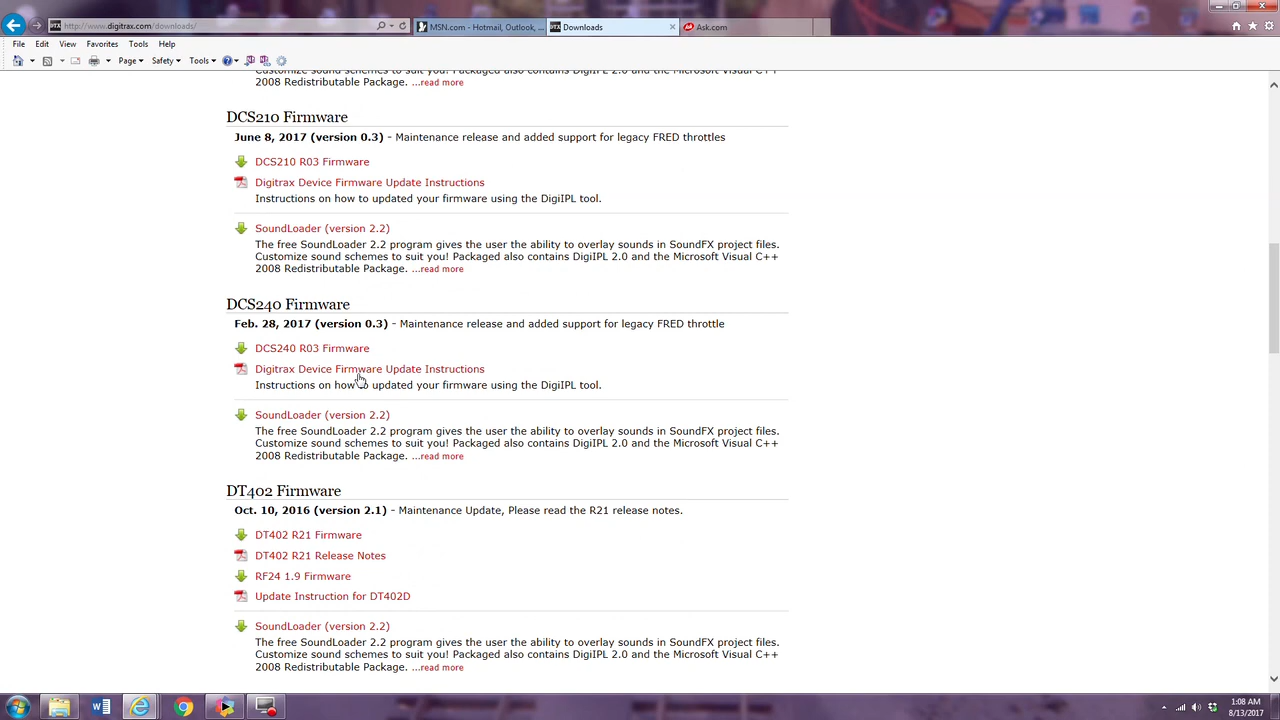 http://www.digitrax.com/downloads/
MSN.com - Hotmail, Outlook, ...
Downloads
Ask.com
File Edit View Favorites Tools Help
Page Safety Tools
Customize sound schemes to suit you! Packaged also contains DigiIPL 2.0 and the Microsoft Visual C++
2008 Redistributable Package. ...read more
DCS210 Firmware
June 8, 2017 (version 0.3) - Maintenance release and added support for legacy FRED throttles
DCS210 R03 Firmware
Digitrax Device Firmware Update Instructions
Instructions on how to updated your firmware using the DigiIPL tool.
SoundLoader (version 2.2)
The free SoundLoader 2.2 program gives the user the ability to overlay sounds in SoundFX project files.
Customize sound schemes to suit you! Packaged also contains DigiIPL 2.0 and the Microsoft Visual C++
2008 Redistributable Package. ...read more
DCS240 Firmware
Feb. 28, 2017 (version 0.3) - Maintenance release and added support for legacy FRED throttle
DCS240 R03 Firmware
Digitrax Device Firmware Update Instructions
Instructions on how to updated your firmware using the DigiIPL tool.
SoundLoader (version 2.2)
The free SoundLoader 2.2 program gives the user the ability to overlay sounds in SoundFX project files.
Customize sound schemes to suit you! Packaged also contains DigiIPL 2.0 and the Microsoft Visual C++
2008 Redistributable Package. ...read more
DT402 Firmware
Oct. 10, 2016 (version 2.1) - Maintenance Update, Please read the R21 release notes.
DT402 R21 Firmware
DT402 R21 Release Notes
RF24 1.9 Firmware
Update Instruction for DT402D
SoundLoader (version 2.2)
The free SoundLoader 2.2 program gives the user the ability to overlay sounds in SoundFX project files.
Customize sound schemes to suit you! Packaged also contains DigiIPL 2.0 and the Microsoft Visual C++
2008 Redistributable Package. ...read more
1:08 AM
8/13/2017